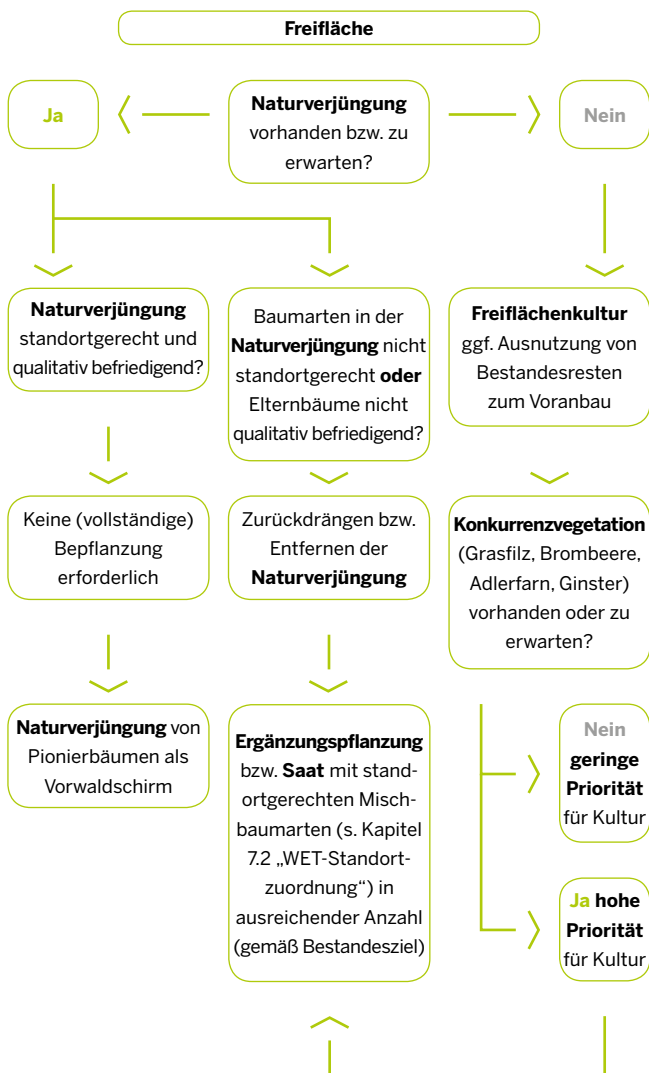 Freifläche
Ja
Naturverjüngung
vorhanden bzw. zu
erwarten?
Nein
Naturverjüngung
standortgerecht und
qualitativ befriedigend?
Baumarten in der
Naturverjüngung nicht
standortgerecht oder
Elternbäume nicht
qualitativ befriedigend?
Freiflächenkultur
ggf. Ausnutzung von
Bestandesresten
zum Voranbau
Keine (vollständige)
Bepflanzung
erforderlich
Zurückdrängen bzw.
Entfernen der
Naturverjüngung
Konkurrenzvegetation
(Grasfilz, Brombeere,
Adlerfarn, Ginster)
vorhanden oder zu
erwarten?
Naturverjüngung von
Pionierbäumen als
Vorwaldschirm
Ergänzungspflanzung
bzw. Saat mit stand-
ortgerechten Misch-
baumarten (s. Kapitel
7.2 „WET-Standort-
zuordnung“) in
ausreichender Anzahl
(gemäß Bestandesziel)
Nein
geringe
Priorität
für Kultur
Ja hohe
Priorität
für Kultur